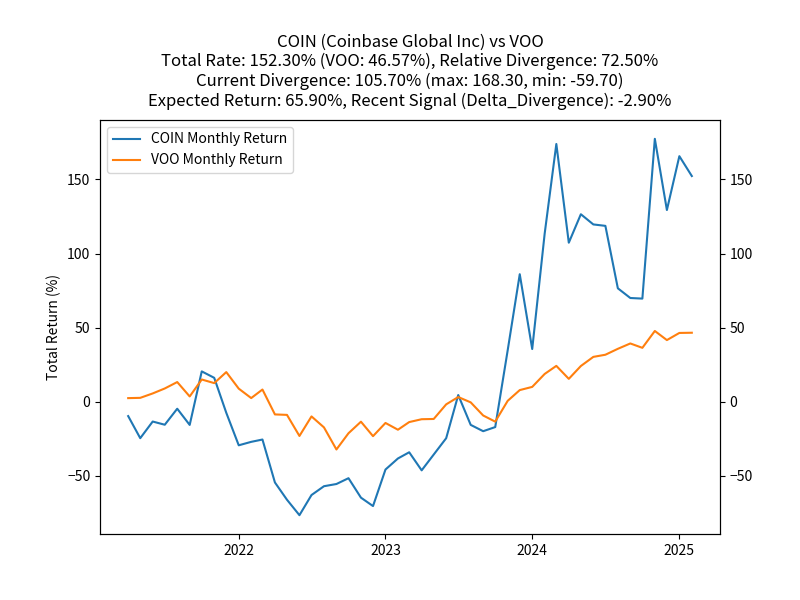 COIN (Coinbase Global Inc) vs VOO
Total Rate: 152.30% (VOO: 46.57%), Relative Divergence: 72.50%
Current Divergence: 105.70% (max: 168.30, min: -59.70)
Expected Return: 65.90%, Recent Signal (Delta_Divergence): -2.90%
COIN Monthly Return
VOO Monthly Return
Total Return (%)
150
100
50
0
−50
150
100
50
0
−50
2022
2023
2024
2025